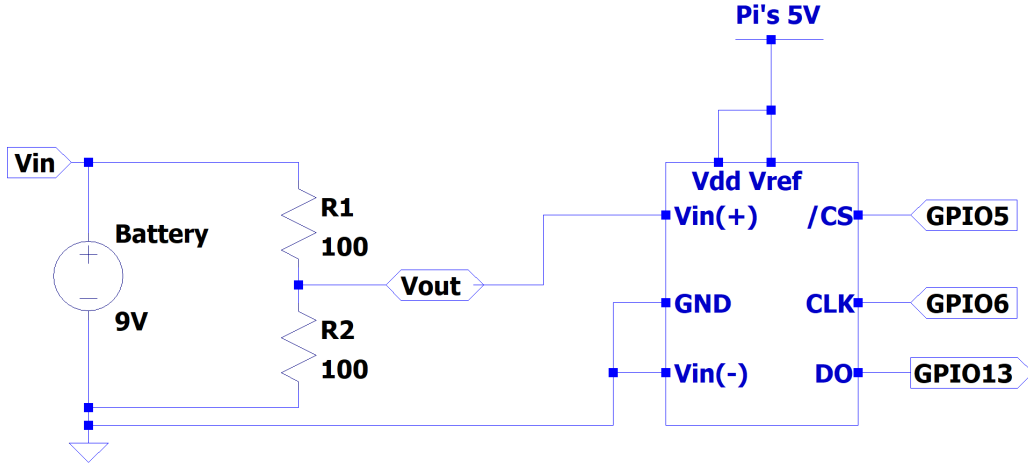 Pi's 5V
Vin
Battery
9V
R1
100
R2
100
Vout
Vdd Vref
Vin(+)
/CS
GPIO5
GND
CLK
GPIO6
Vin(-)
DO
GPIO13